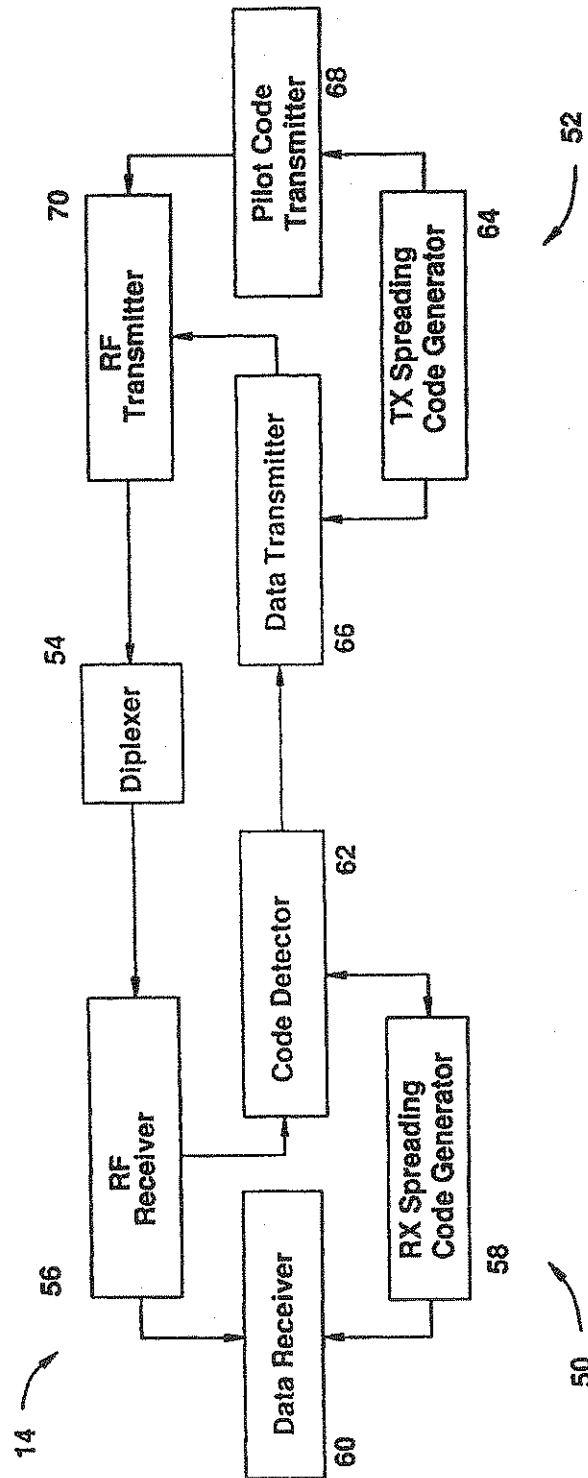 14
56
RF
Receiver
54
Diplexer
70
RF
Transmitter
60
Data Receiver
Code Detector
62
Data Transmitter
66
Pilot Code
Transmitter
68
58
RX Spreading
Code Generator
TX Spreading
Code Generator
64
50
52